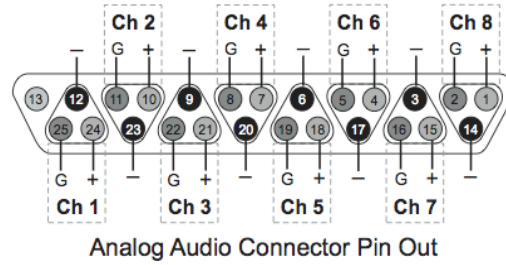 Ch 2 Ch 4 Ch 6 Ch 8
– G + – G + – G + – G +
13 12 11 10 9 8 7 6 5 4 3 2 1
25 24 23 22 21 20 19 18 17 16 15 14
G + – G + – G + – G + –
Ch 1 Ch 3 Ch 5 Ch 7
Analog Audio Connector Pin Out